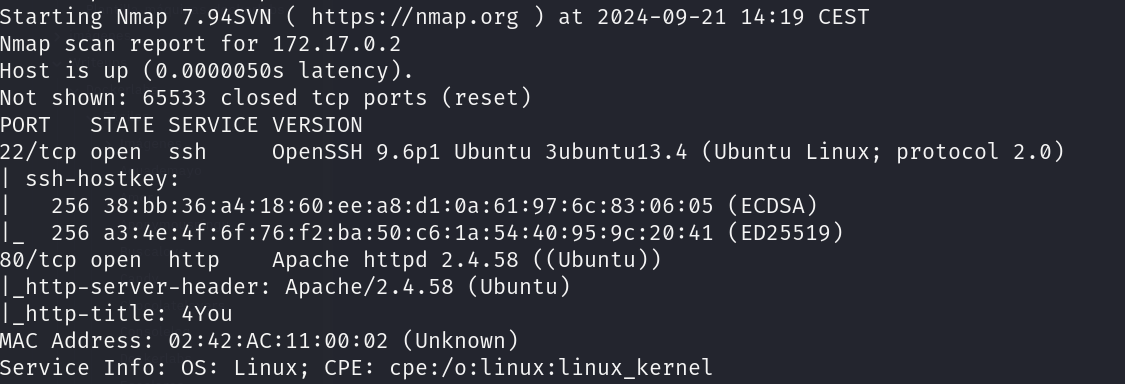 Starting Nmap 7.94SVN ( https://nmap.org ) at 2024-09-21 14:19 CEST
Nmap scan report for 172.17.0.2
Host is up (0.0000050s latency).
Not shown: 65533 closed tcp ports (reset)
PORT   STATE SERVICE VERSION
22/tcp open  ssh     OpenSSH 9.6p1 Ubuntu 3ubuntu13.4 (Ubuntu Linux; protocol 2.0)
| ssh-hostkey:
|   256 38:bb:36:a4:18:60:ee:a8:d1:0a:61:97:6c:83:06:05 (ECDSA)
|_  256 a3:4e:4f:6f:76:f2:ba:50:c6:1a:54:40:95:9c:20:41 (ED25519)
80/tcp open  http    Apache httpd 2.4.58 ((Ubuntu))
|_http-server-header: Apache/2.4.58 (Ubuntu)
|_http-title: 4You
MAC Address: 02:42:AC:11:00:02 (Unknown)
Service Info: OS: Linux; CPE: cpe:/o:linux:linux_kernel